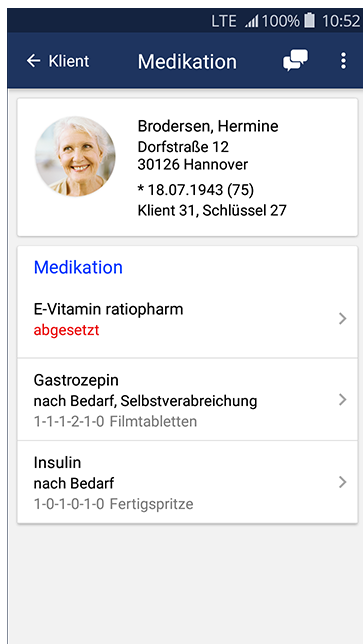 LTE 100% 10:52
Klient Medikation
Brodersen, Hermine
Dorfstraße 12
30126 Hannover
* 18.07.1943 (75)
Klient 31, Schlüssel 27
Medikation
E-Vitamin ratiopharm
abgesetzt
Gastrozepin
nach Bedarf, Selbstverabreichung
1-1-1-2-1-0 Filmtabletten
Insulin
nach Bedarf
1-0-1-0-1-0 Fertigspritze